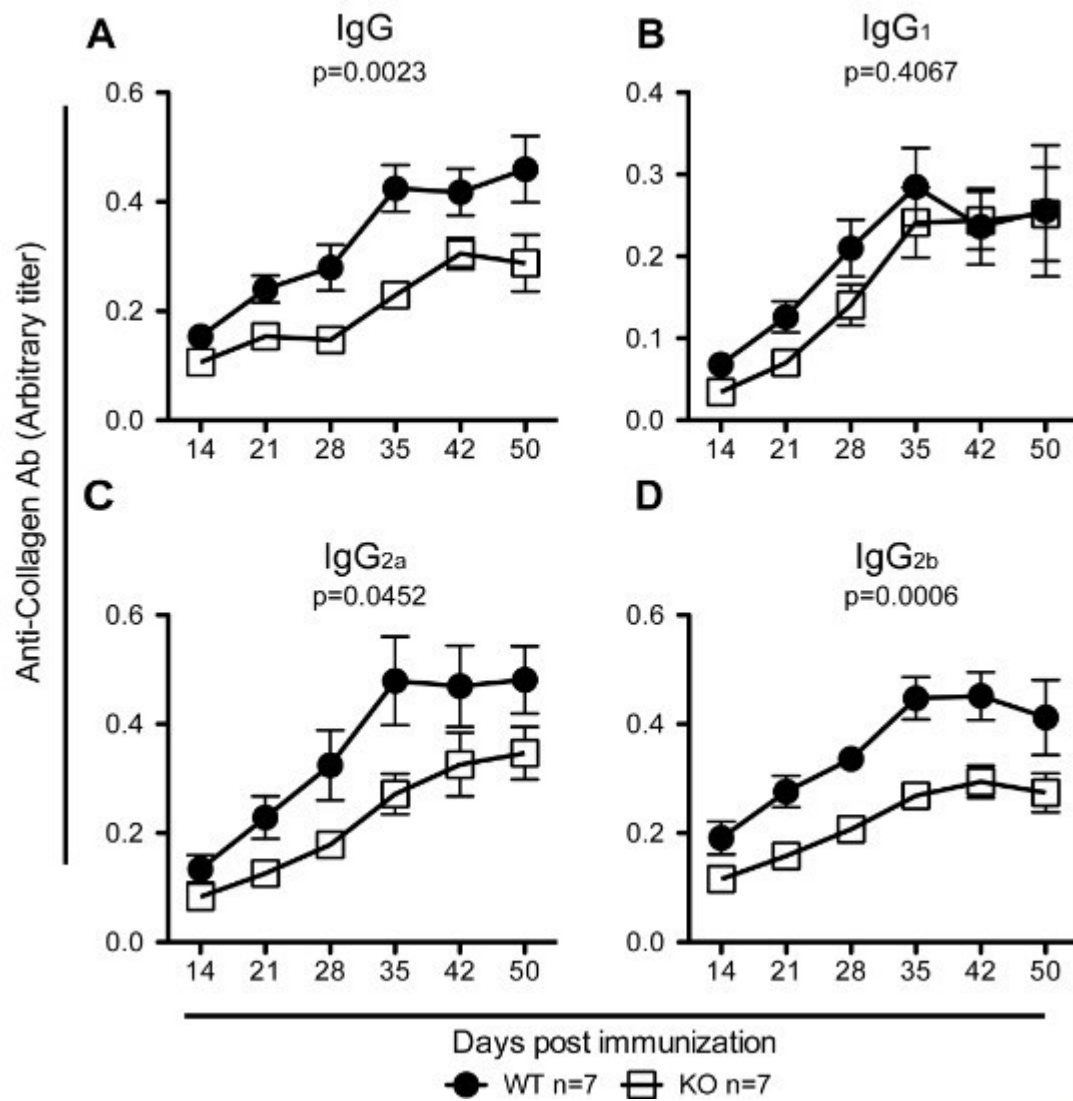 A
IgG
p=0.0023
0.6
0.4
0.2
0.0
14 21 28 35 42 50
B
IgG1
p=0.4067
0.4
0.3
0.2
0.1
0.0
14 21 28 35 42 50
C
IgG2a
p=0.0452
0.6
0.4
0.2
0.0
14 21 28 35 42 50
D
IgG2b
p=0.0006
0.6
0.4
0.2
0.0
14 21 28 35 42 50
Anti-Collagen Ab (Arbitrary titer)
Days post immunization
WT n=7 KO n=7